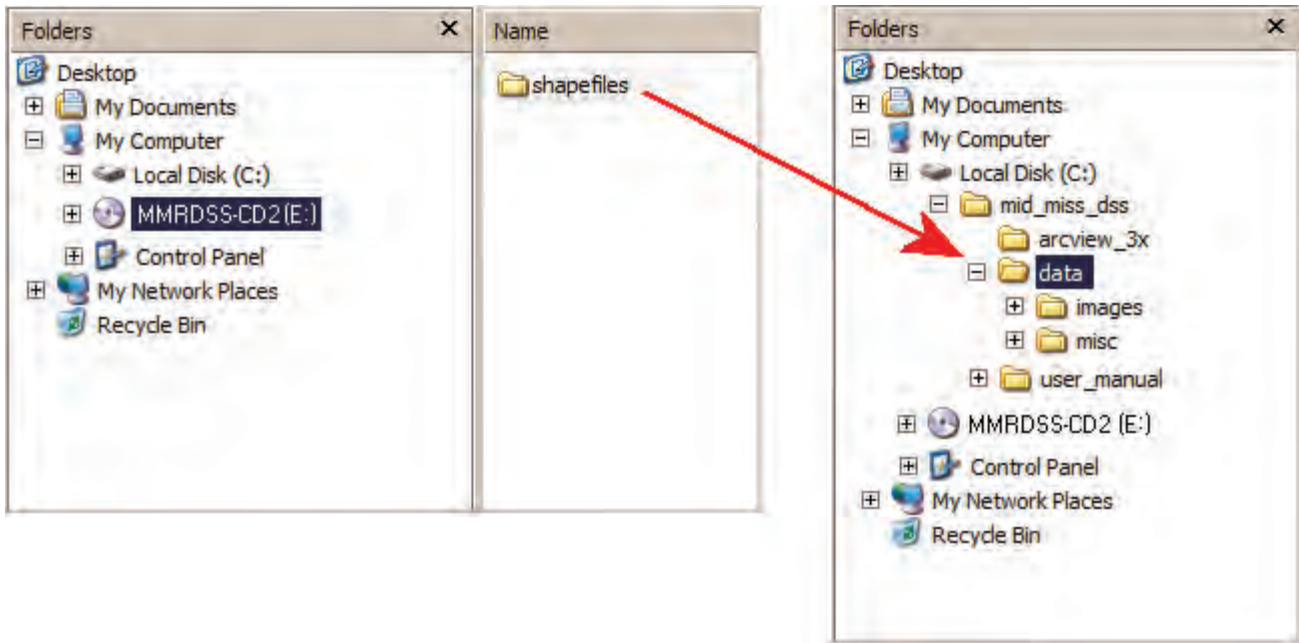 Folders
Desktop
My Documents
My Computer
Local Disk (C:)
MMRDSS-CD2 (E:)
Control Panel
My Network Places
Recycle Bin
Name
shapefiles
Folders
Desktop
My Documents
My Computer
Local Disk (C:)
mid_miss_dss
arcview_3x
data
images
misc
user_manual
MMRDSS-CD2 (E:)
Control Panel
My Network Places
Recycle Bin